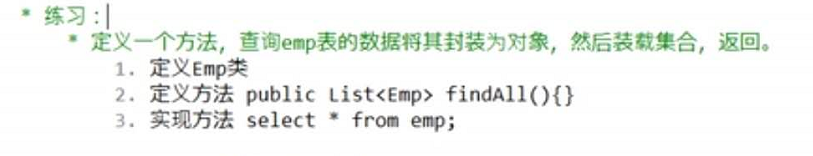 * 练习：
* 定义一个方法，查询emp表的数据将其封装为对象，然后装载集合，返回。
1. 定义Emp类
2. 定义方法 public List<Emp> findAll(){}
3. 实现方法 select * from emp;